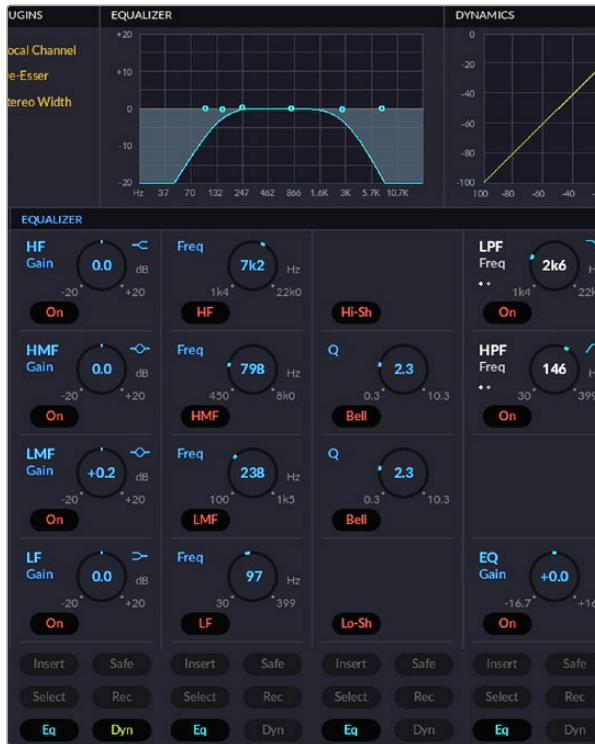 UGINS EQUALIZER DYNAMICS
ocal Channel
e-Esser
tereo Width
+20
+10
0
-10
-20
Hz 37 70 132 247 462 866 1.6K 3K 5.7K 10.7K
0
-20
-40
-60
-80
-100
100 -80 -60 -40
EQUALIZER
HF Gain 0.0 dB -20 +20 On
Freq 7k2 Hz 1k4 22k0 HF
Hi-Sh
LPF Freq 2k6 H 1k4 22k On
HMF Gain 0.0 dB -20 +20 On
Freq 798 Hz 450 8k0 HMF
Q 2.3 0.3 10.3 Bell
HPF Freq 146 H 30 399 On
LMF Gain +0.2 dB -20 +20 On
Freq 238 Hz 100 1k5 LMF
Q 2.3 0.3 10.3 Bell
LF Gain 0.0 dB -20 +20 On
Freq 97 Hz 30 399 LF
Lo-Sh
EQ Gain +0.0 -16.7 +16 On
Insert Safe Insert Safe Insert Safe Insert Safe
Select Rec Select Rec Select Rec Select Rec
Eq Dyn Eq Dyn Eq Dyn Eq Dyn